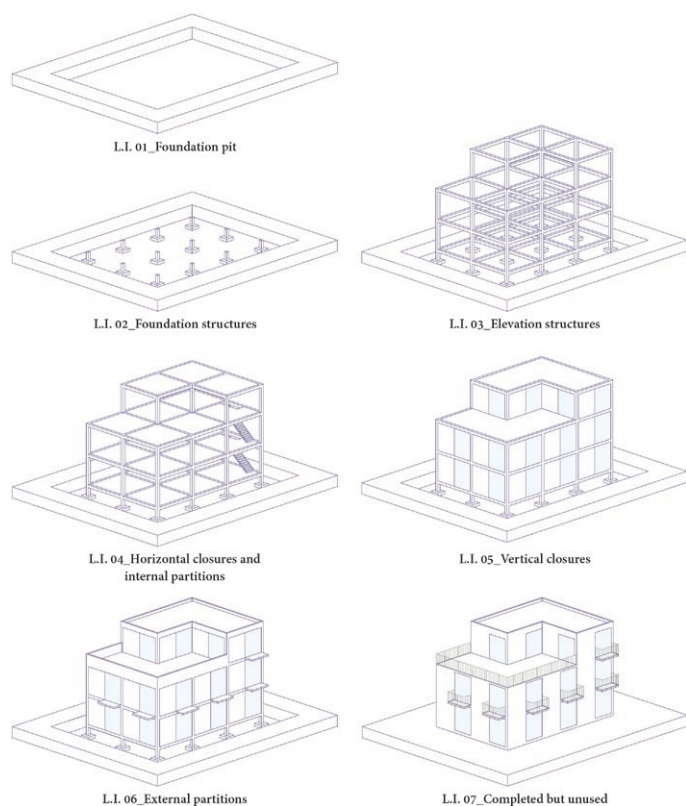 L.I. 01_Foundation pit
L.I. 02_Foundation structures
L.I. 03_Elevation structures
L.I. 04_Horizontal closures and
internal partitions
L.I. 05_Vertical closures
L.I. 06_External partitions
L.I. 07_Completed but unused